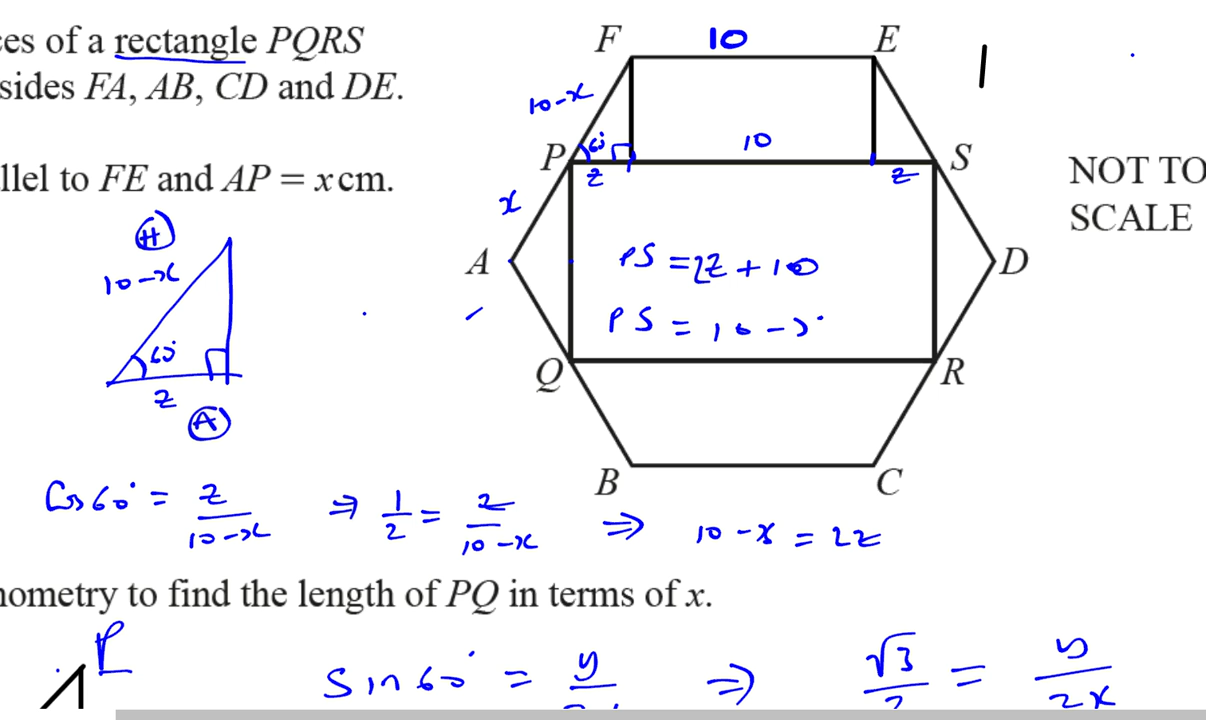 ces of a rectangle PQRS
sides FA, AB, CD and DE.
llel to FE and AP = x cm.
F
10
E
10-x
60°
10
P
S
z
z
x
NOT TO
SCALE
A
D
PS = 2z + 10
PS = 10 -
H
10-x
60°
z
A
Q
R
B
C
Cos 60° = z/10-x ⇒ 1/2 = z/10-x ⇒ 10-x = 2z
nometry to find the length of PQ in terms of x.
P
Sin 60° = y ⇒ √3/2 = y/2x